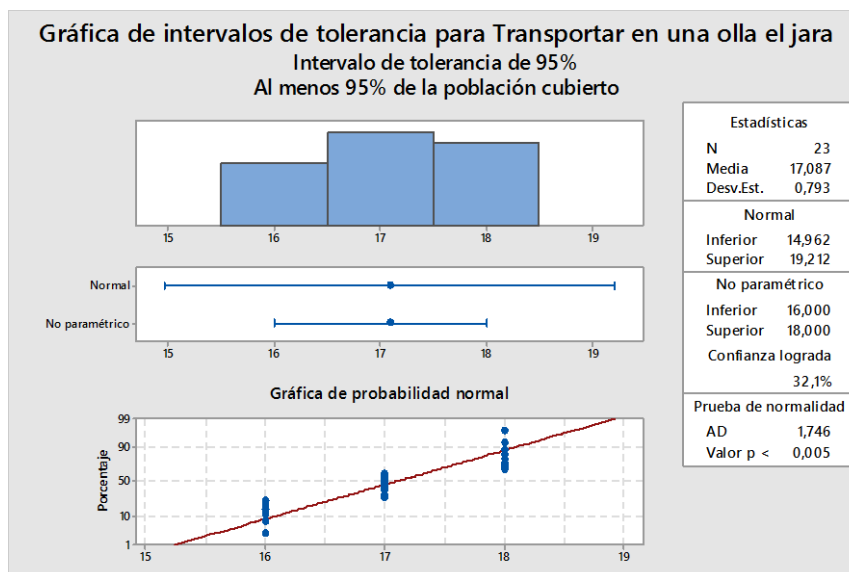 Gráfica de intervalos de tolerancia para Transportar en una olla el jara
Intervalo de tolerancia de 95%
Al menos 95% de la población cubierto
15 16 17 18 19
Normal
No paramétrico
15 16 17 18 19
Gráfica de probabilidad normal
Porcentaje
99
90
50
10
1
15 16 17 18 19
Estadísticas
N 23
Media 17,087
Desv.Est. 0,793
Normal
Inferior 14,962
Superior 19,212
No paramétrico
Inferior 16,000
Superior 18,000
Confianza lograda
32,1%
Prueba de normalidad
AD 1,746
Valor p < 0,005